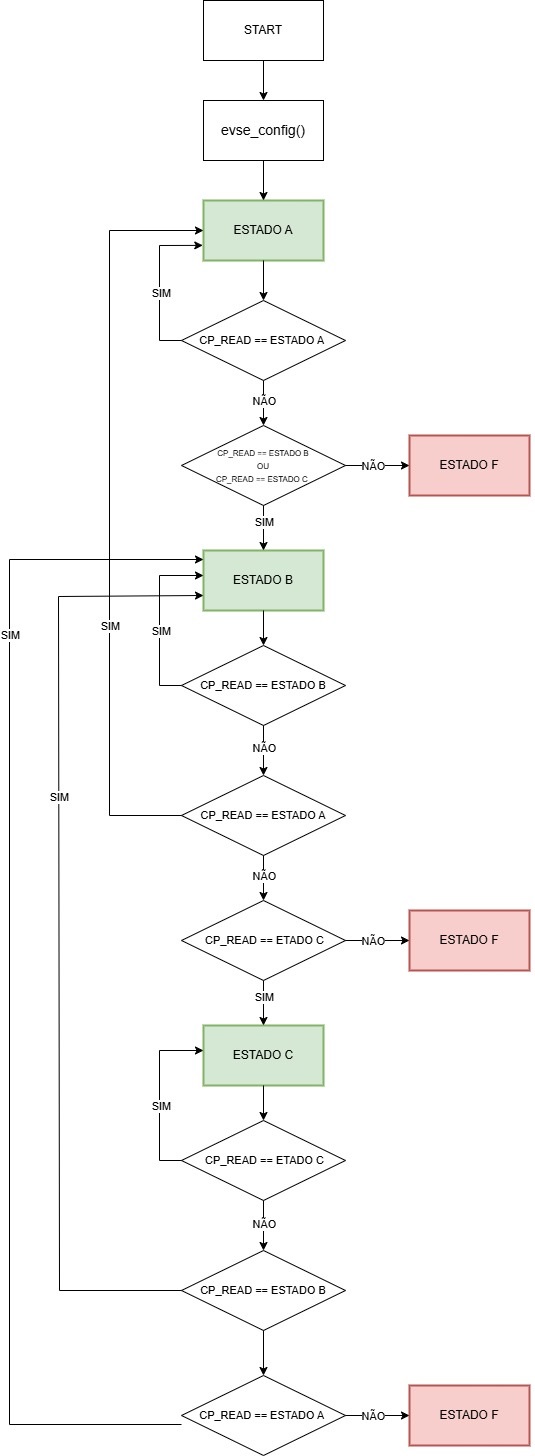 START
evse_config()
ESTADO A
SIM
CP_READ == ESTADO A
NÃO
CP_READ == ESTADO B
OU
CP_READ == ESTADO C
NÃO
ESTADO F
SIM
ESTADO B
SIM
SIM
SIM
CP_READ == ESTADO B
NÃO
SIM
CP_READ == ESTADO A
NÃO
CP_READ == ETADO C
NÃO
ESTADO F
SIM
ESTADO C
SIM
CP_READ == ETADO C
NÃO
CP_READ == ESTADO B
CP_READ == ESTADO A
NÃO
ESTADO F